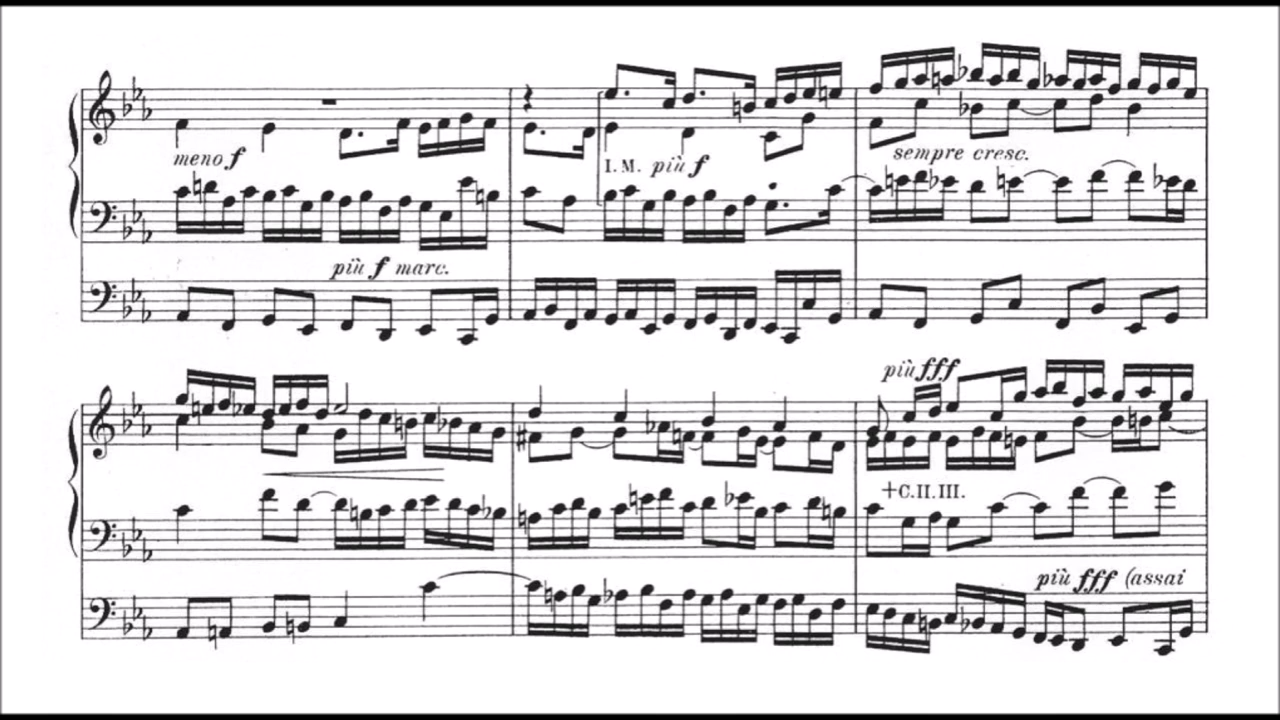 meno f
I. M. più f
sempre cresc.
più f marc.
più fff
+C.II.III.
più fff (assai